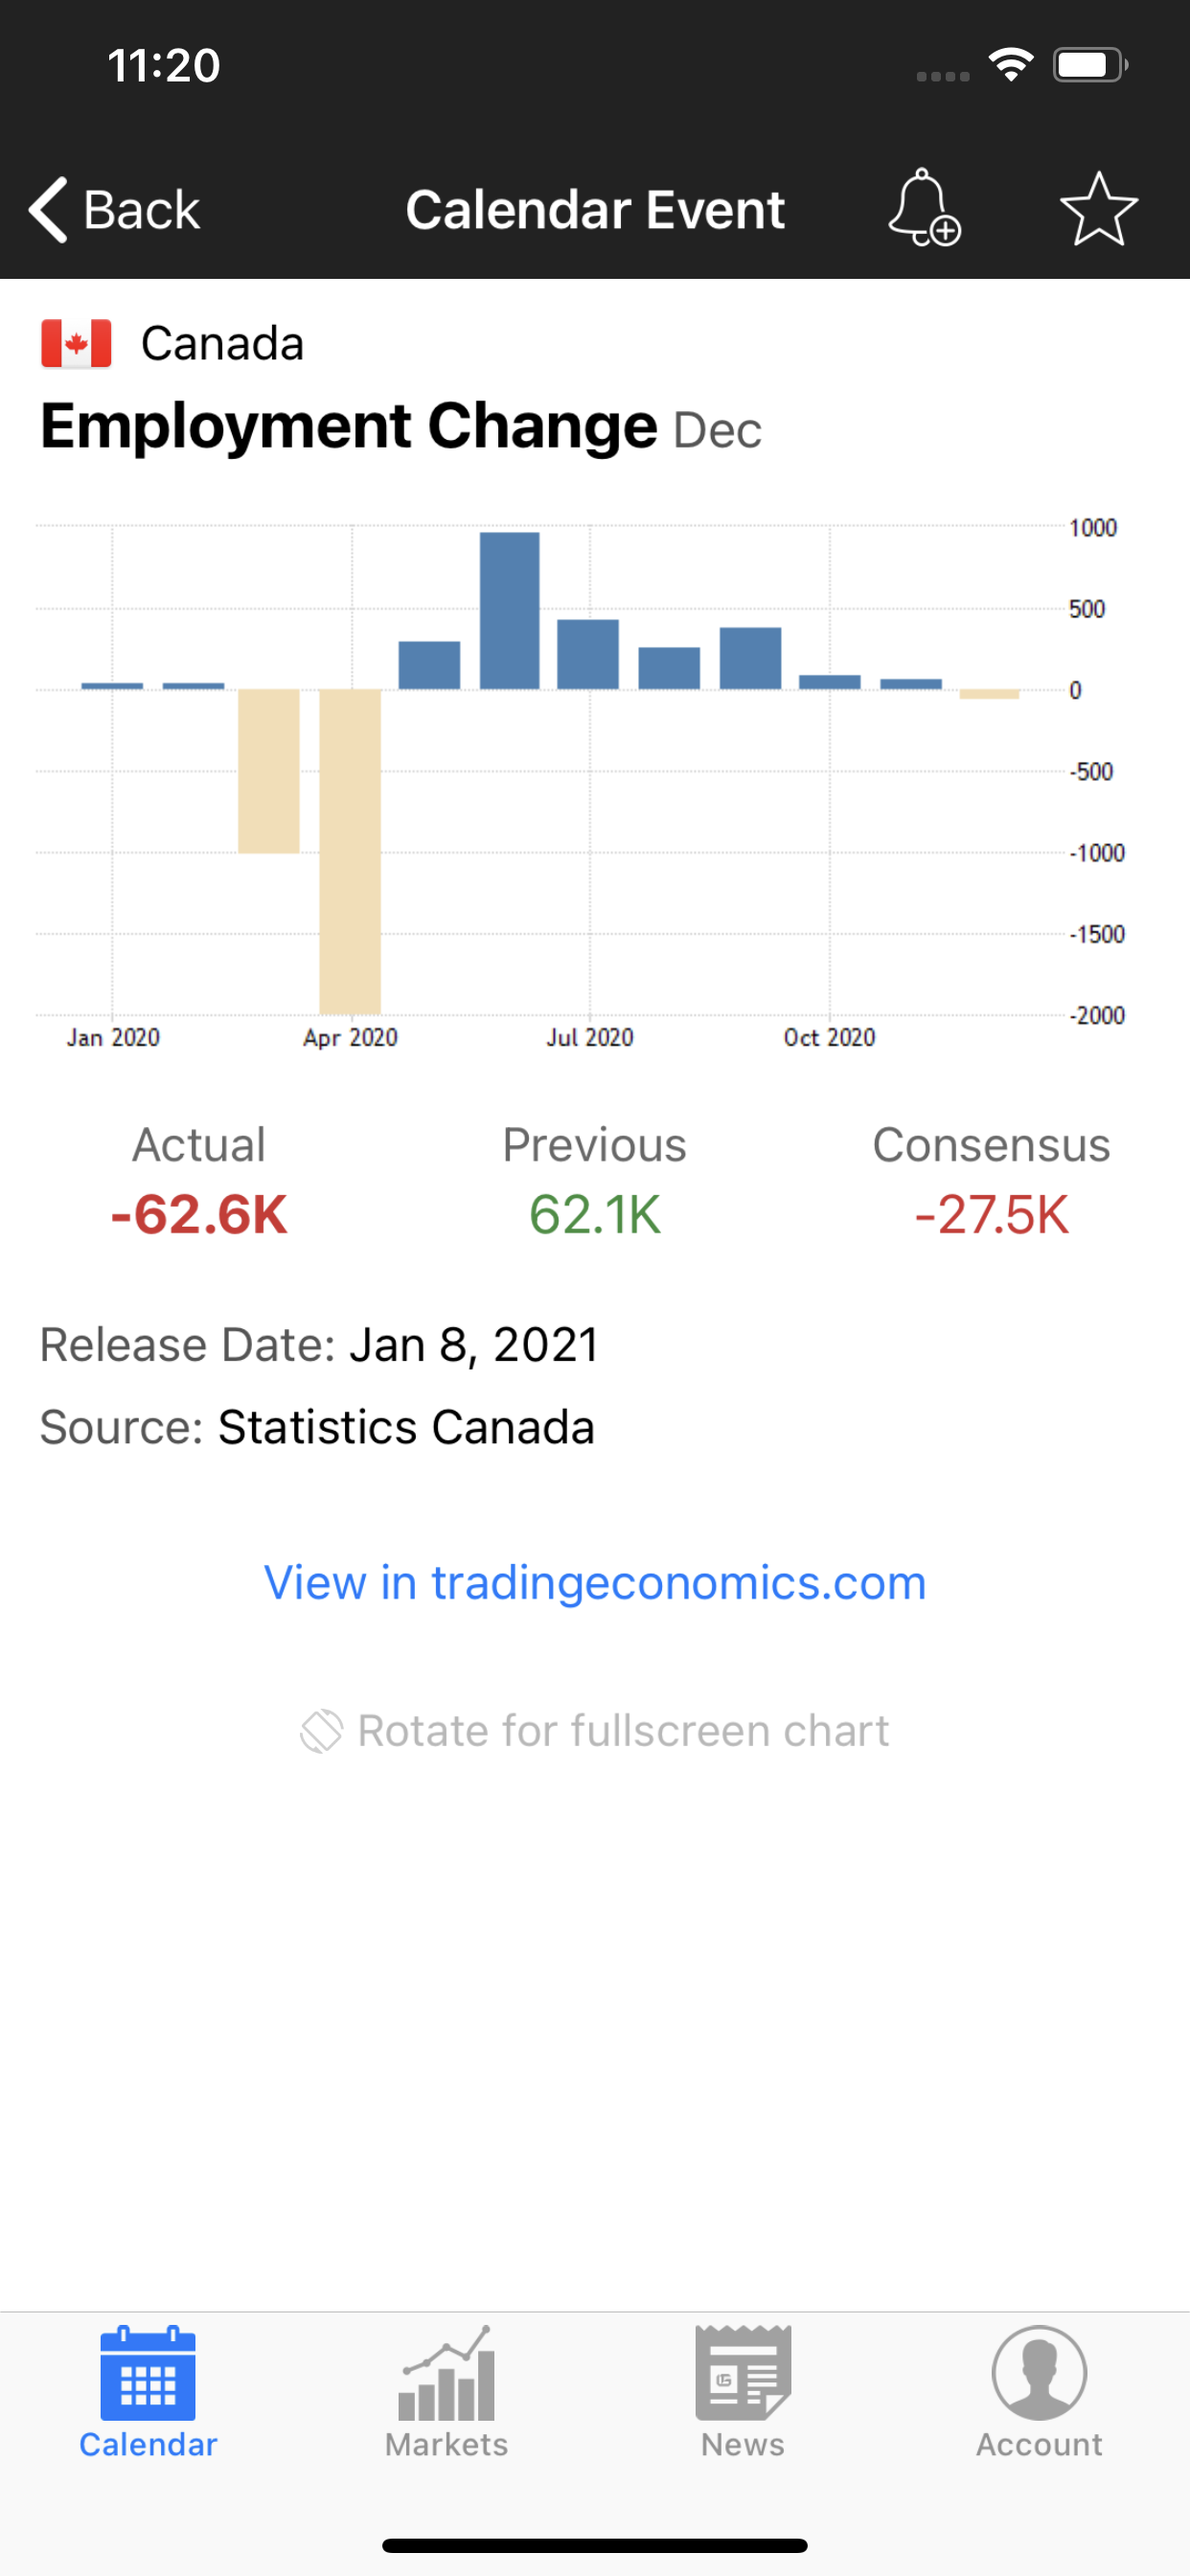 11:20
Back
Calendar Event
Canada
Employment Change Dec
1000
500
0
-500
-1000
-1500
-2000
Jan 2020
Apr 2020
Jul 2020
Oct 2020
Actual
Previous
Consensus
-62.6K
62.1K
-27.5K
Release Date: Jan 8, 2021
Source: Statistics Canada
View in tradingeconomics.com
Rotate for fullscreen chart
Calendar
Markets
News
Account